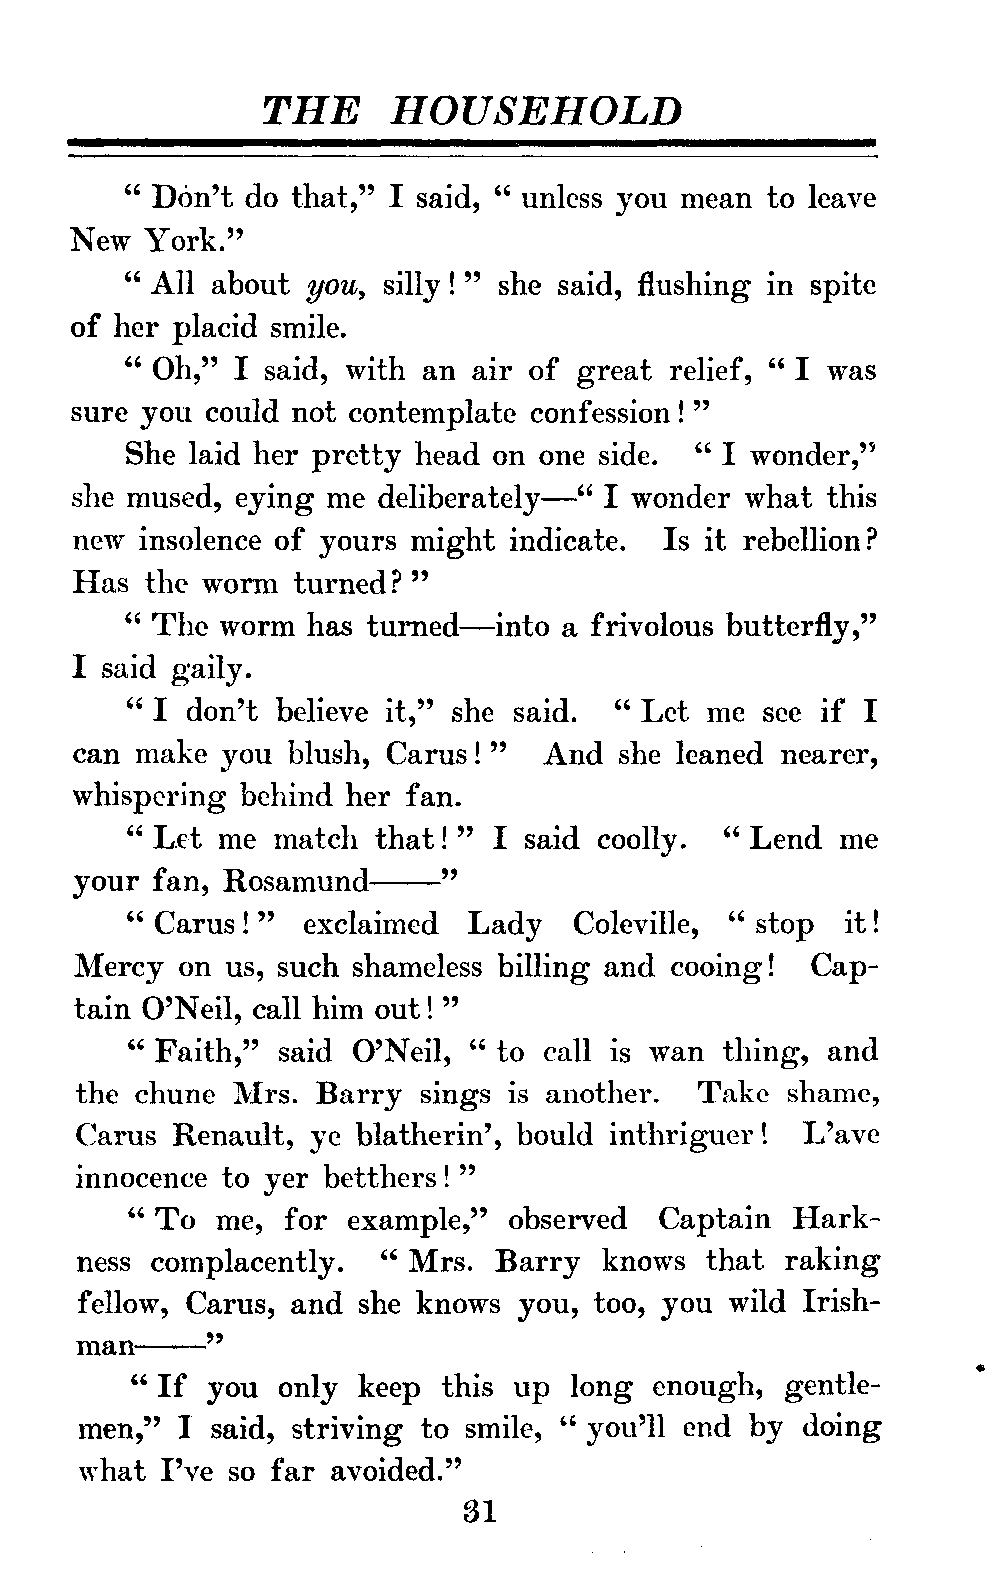 THE HOUSEHOLD
“ Don’t do that,” I said, “ unless you mean to leave
New York.”
“ All about you, silly ! ” she said, flushing in spite
of her placid smile.
“ Oh,” I said, with an air of great relief, “ I was
sure you could not contemplate confession ! ”
She laid her pretty head on one side. “ I wonder,”
she mused, eying me deliberately—“ I wonder what this
new insolence of yours might indicate. Is it rebellion?
Has the worm turned? ”
“ The worm has turned—into a frivolous butterfly,”
I said gaily.
“ I don’t believe it,” she said. “ Let me see if I
can make you blush, Carus ! ” And she leaned nearer,
whispering behind her fan.
“ Let me match that! ” I said coolly. “ Lend me
your fan, Rosamund——”
“ Carus ! ” exclaimed Lady Coleville, “ stop it!
Mercy on us, such shameless billing and cooing! Cap-
tain O’Neil, call him out! ”
“ Faith,” said O’Neil, “ to call is wan thing, and
the chune Mrs. Barry sings is another. Take shame,
Carus Renault, ye blatherin’, bould inthriguer! L’ave
innocence to yer betthers ! ”
“ To me, for example,” observed Captain Hark-
ness complacently. “ Mrs. Barry knows that raking
fellow, Carus, and she knows you, too, you wild Irish-
man——”
“ If you only keep this up long enough, gentle-
men,” I said, striving to smile, “ you’ll end by doing
what I’ve so far avoided.”
31